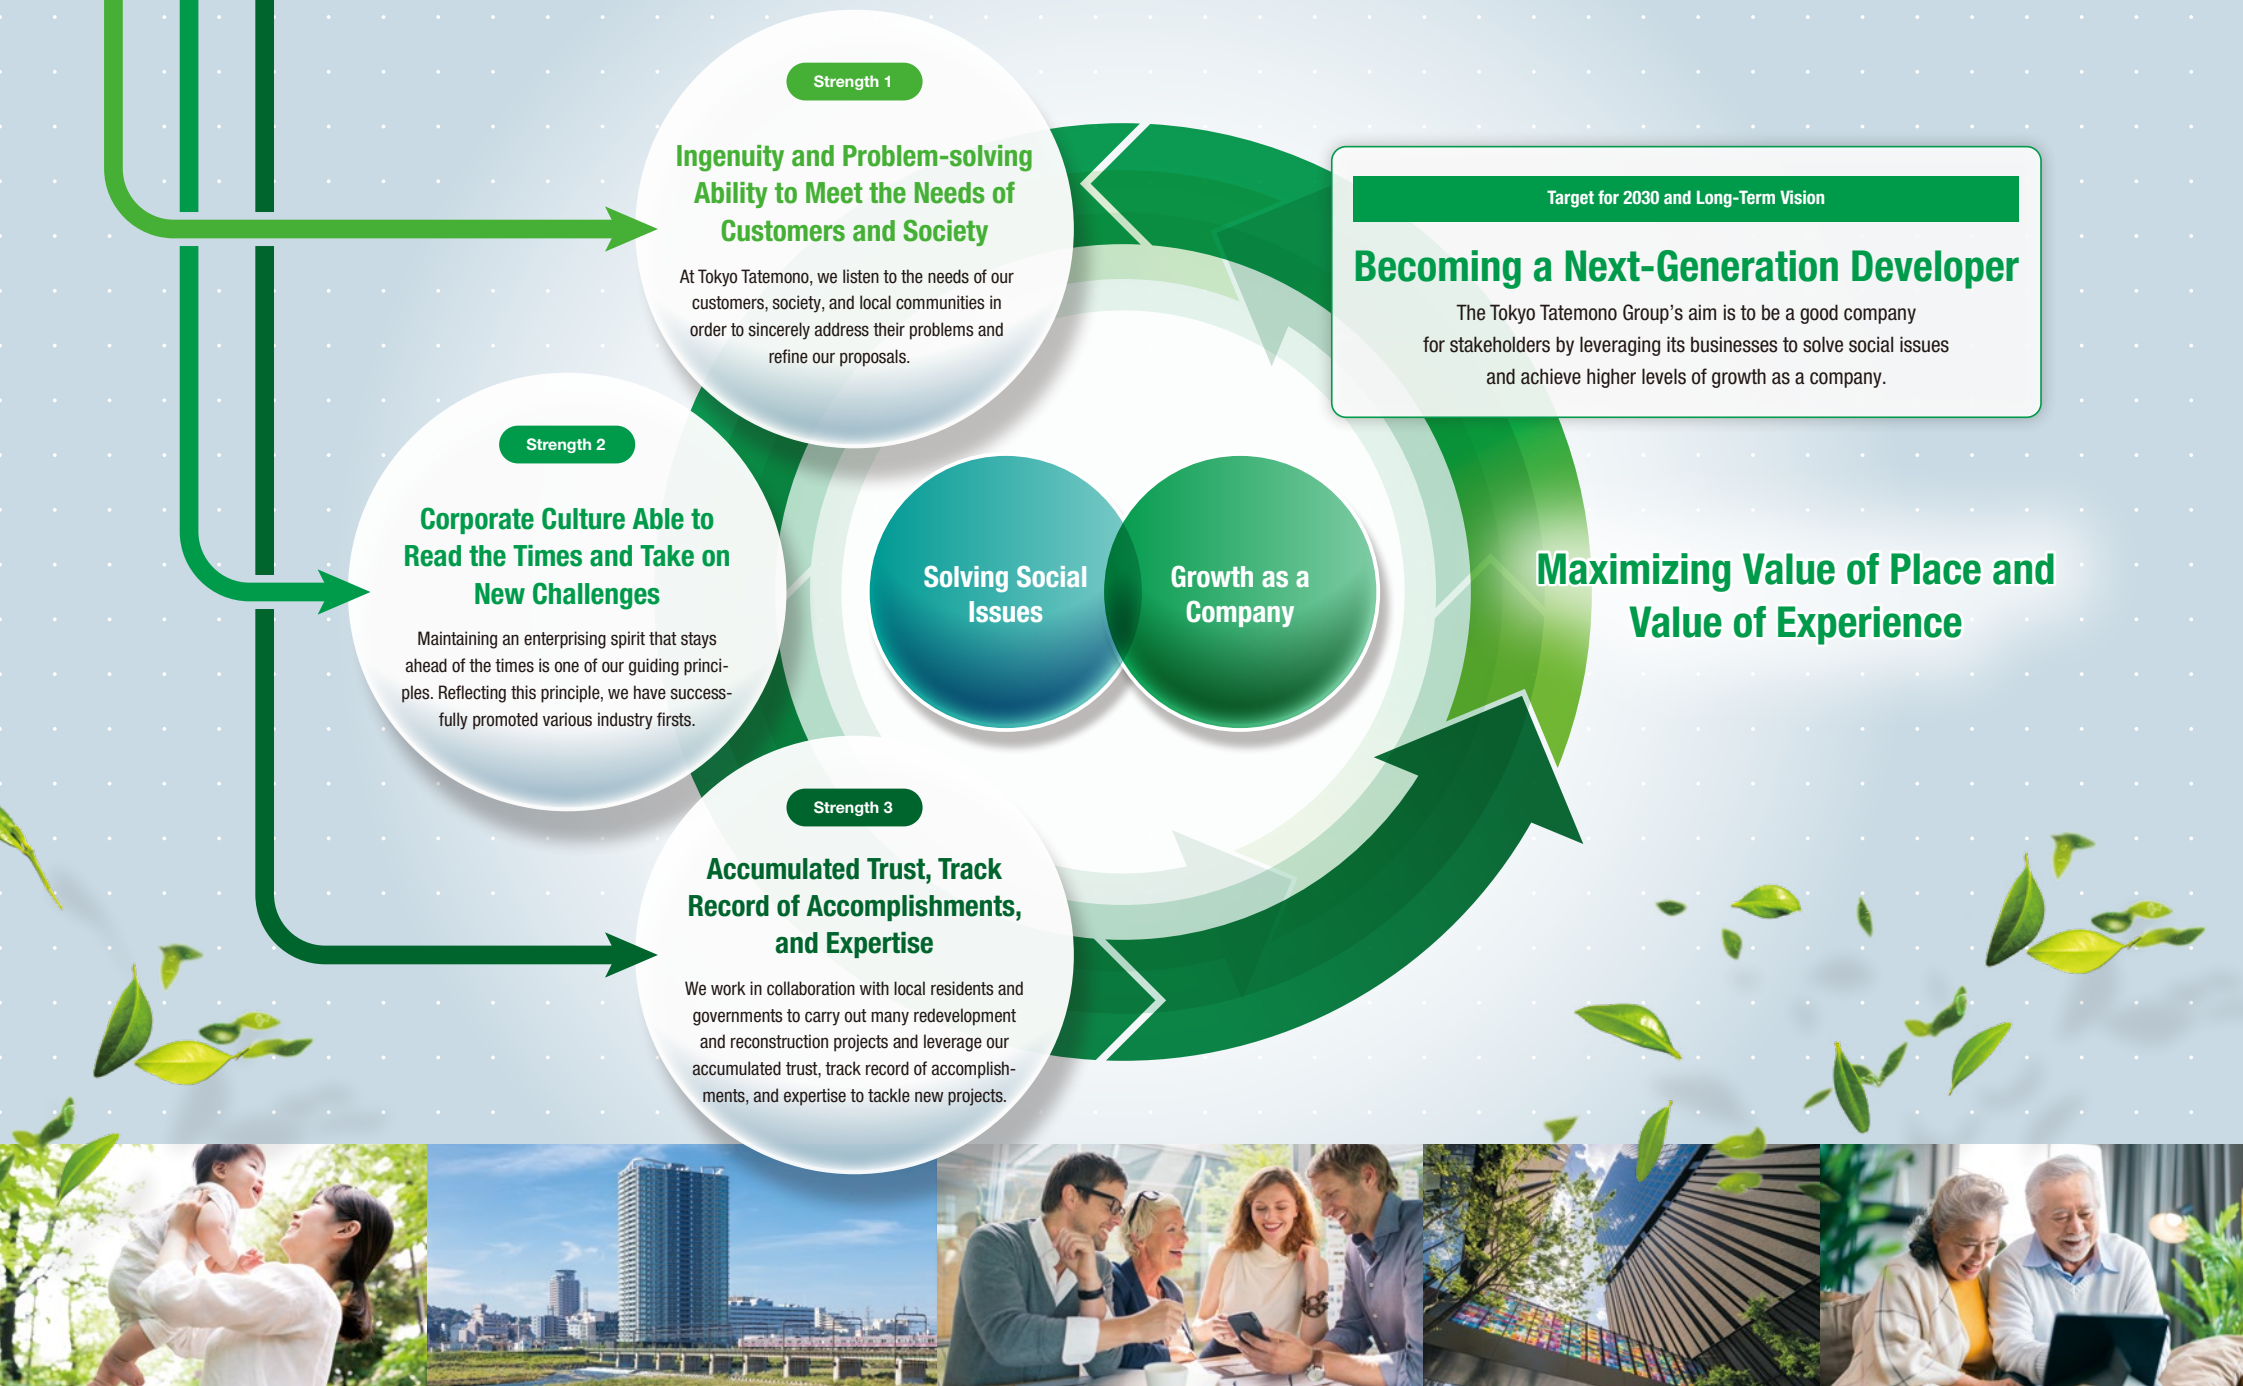 Strength 1
Ingenuity and Problem-solving
Ability to Meet the Needs of
Customers and Society
At Tokyo Tatemono, we listen to the needs of our
customers, society, and local communities in
order to sincerely address their problems and
refine our proposals.
Strength 2
Corporate Culture Able to
Read the Times and Take on
New Challenges
Maintaining an enterprising spirit that stays
ahead of the times is one of our guiding princi-
ples. Reflecting this principle, we have success-
fully promoted various industry firsts.
Strength 3
Accumulated Trust, Track
Record of Accomplishments,
and Expertise
We work in collaboration with local residents and
governments to carry out many redevelopment
and reconstruction projects and leverage our
accumulated trust, track record of accomplish-
ments, and expertise to tackle new projects.
Solving Social
Issues
Growth as a
Company
Target for 2030 and Long-Term Vision
Becoming a Next-Generation Developer
The Tokyo Tatemono Group's aim is to be a good company
for stakeholders by leveraging its businesses to solve social issues
and achieve higher levels of growth as a company.
Maximizing Value of Place and
Value of Experience